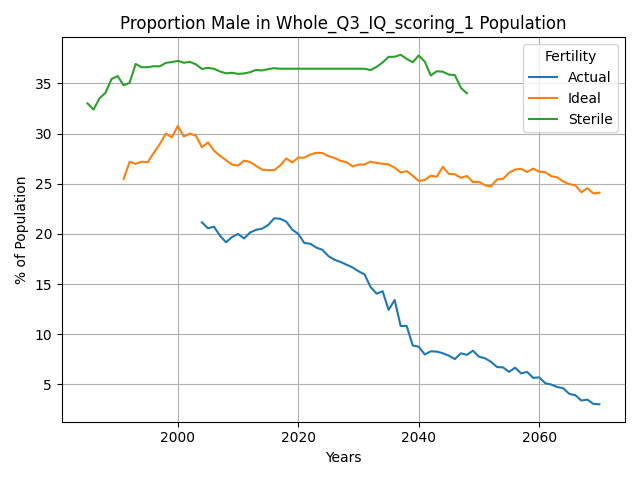 Proportion Male in Whole_Q3_IQ_scoring_1 Population
% of Population
35
30
25
20
15
10
5
Fertility
Actual
Ideal
Sterile
2000
2020
2040
2060
Years